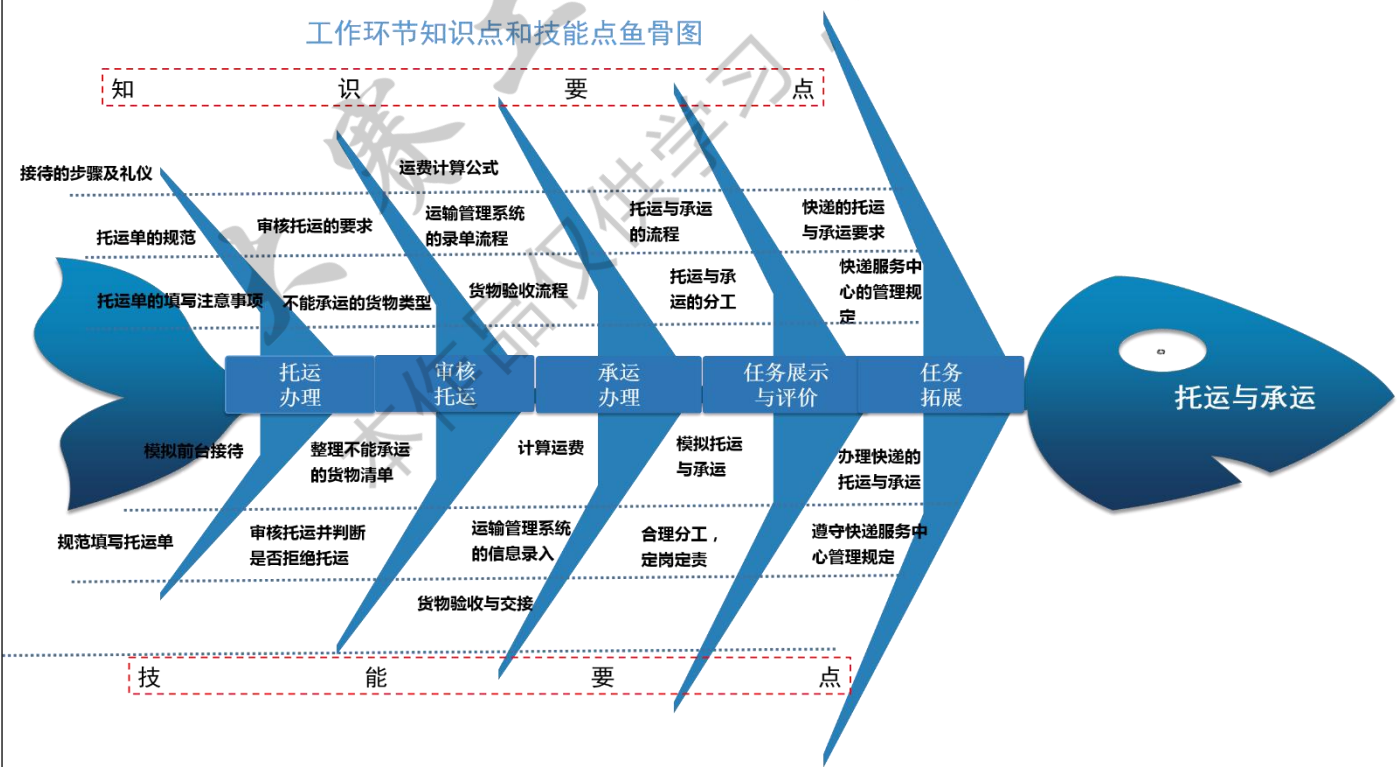 工作环节知识点和技能点鱼骨图
知 识 要 点
接待的步骤及礼仪
运费计算公式
托运单的规范
审核托运的要求
运输管理系统
的录单流程
托运与承运
的流程
快递的托运
与承运要求
托运单的填写注意事项
不能承运的货物类型
货物验收流程
托运与承
运的分工
快递服务中
心的管理规
定
托运
办理
审核
托运
承运
办理
任务展示
与评价
任务
拓展
托运与承运
模拟前台接待
整理不能承运
的货物清单
计算运费
模拟托运
与承运
办理快递的
托运与承运
规范填写托运单
审核托运并判断
是否拒绝托运
运输管理系统
的信息录入
合理分工，
定岗定责
遵守快递服务中
心管理规定
货物验收与交接
技 能 要 点
本作品仅供学习
大赛